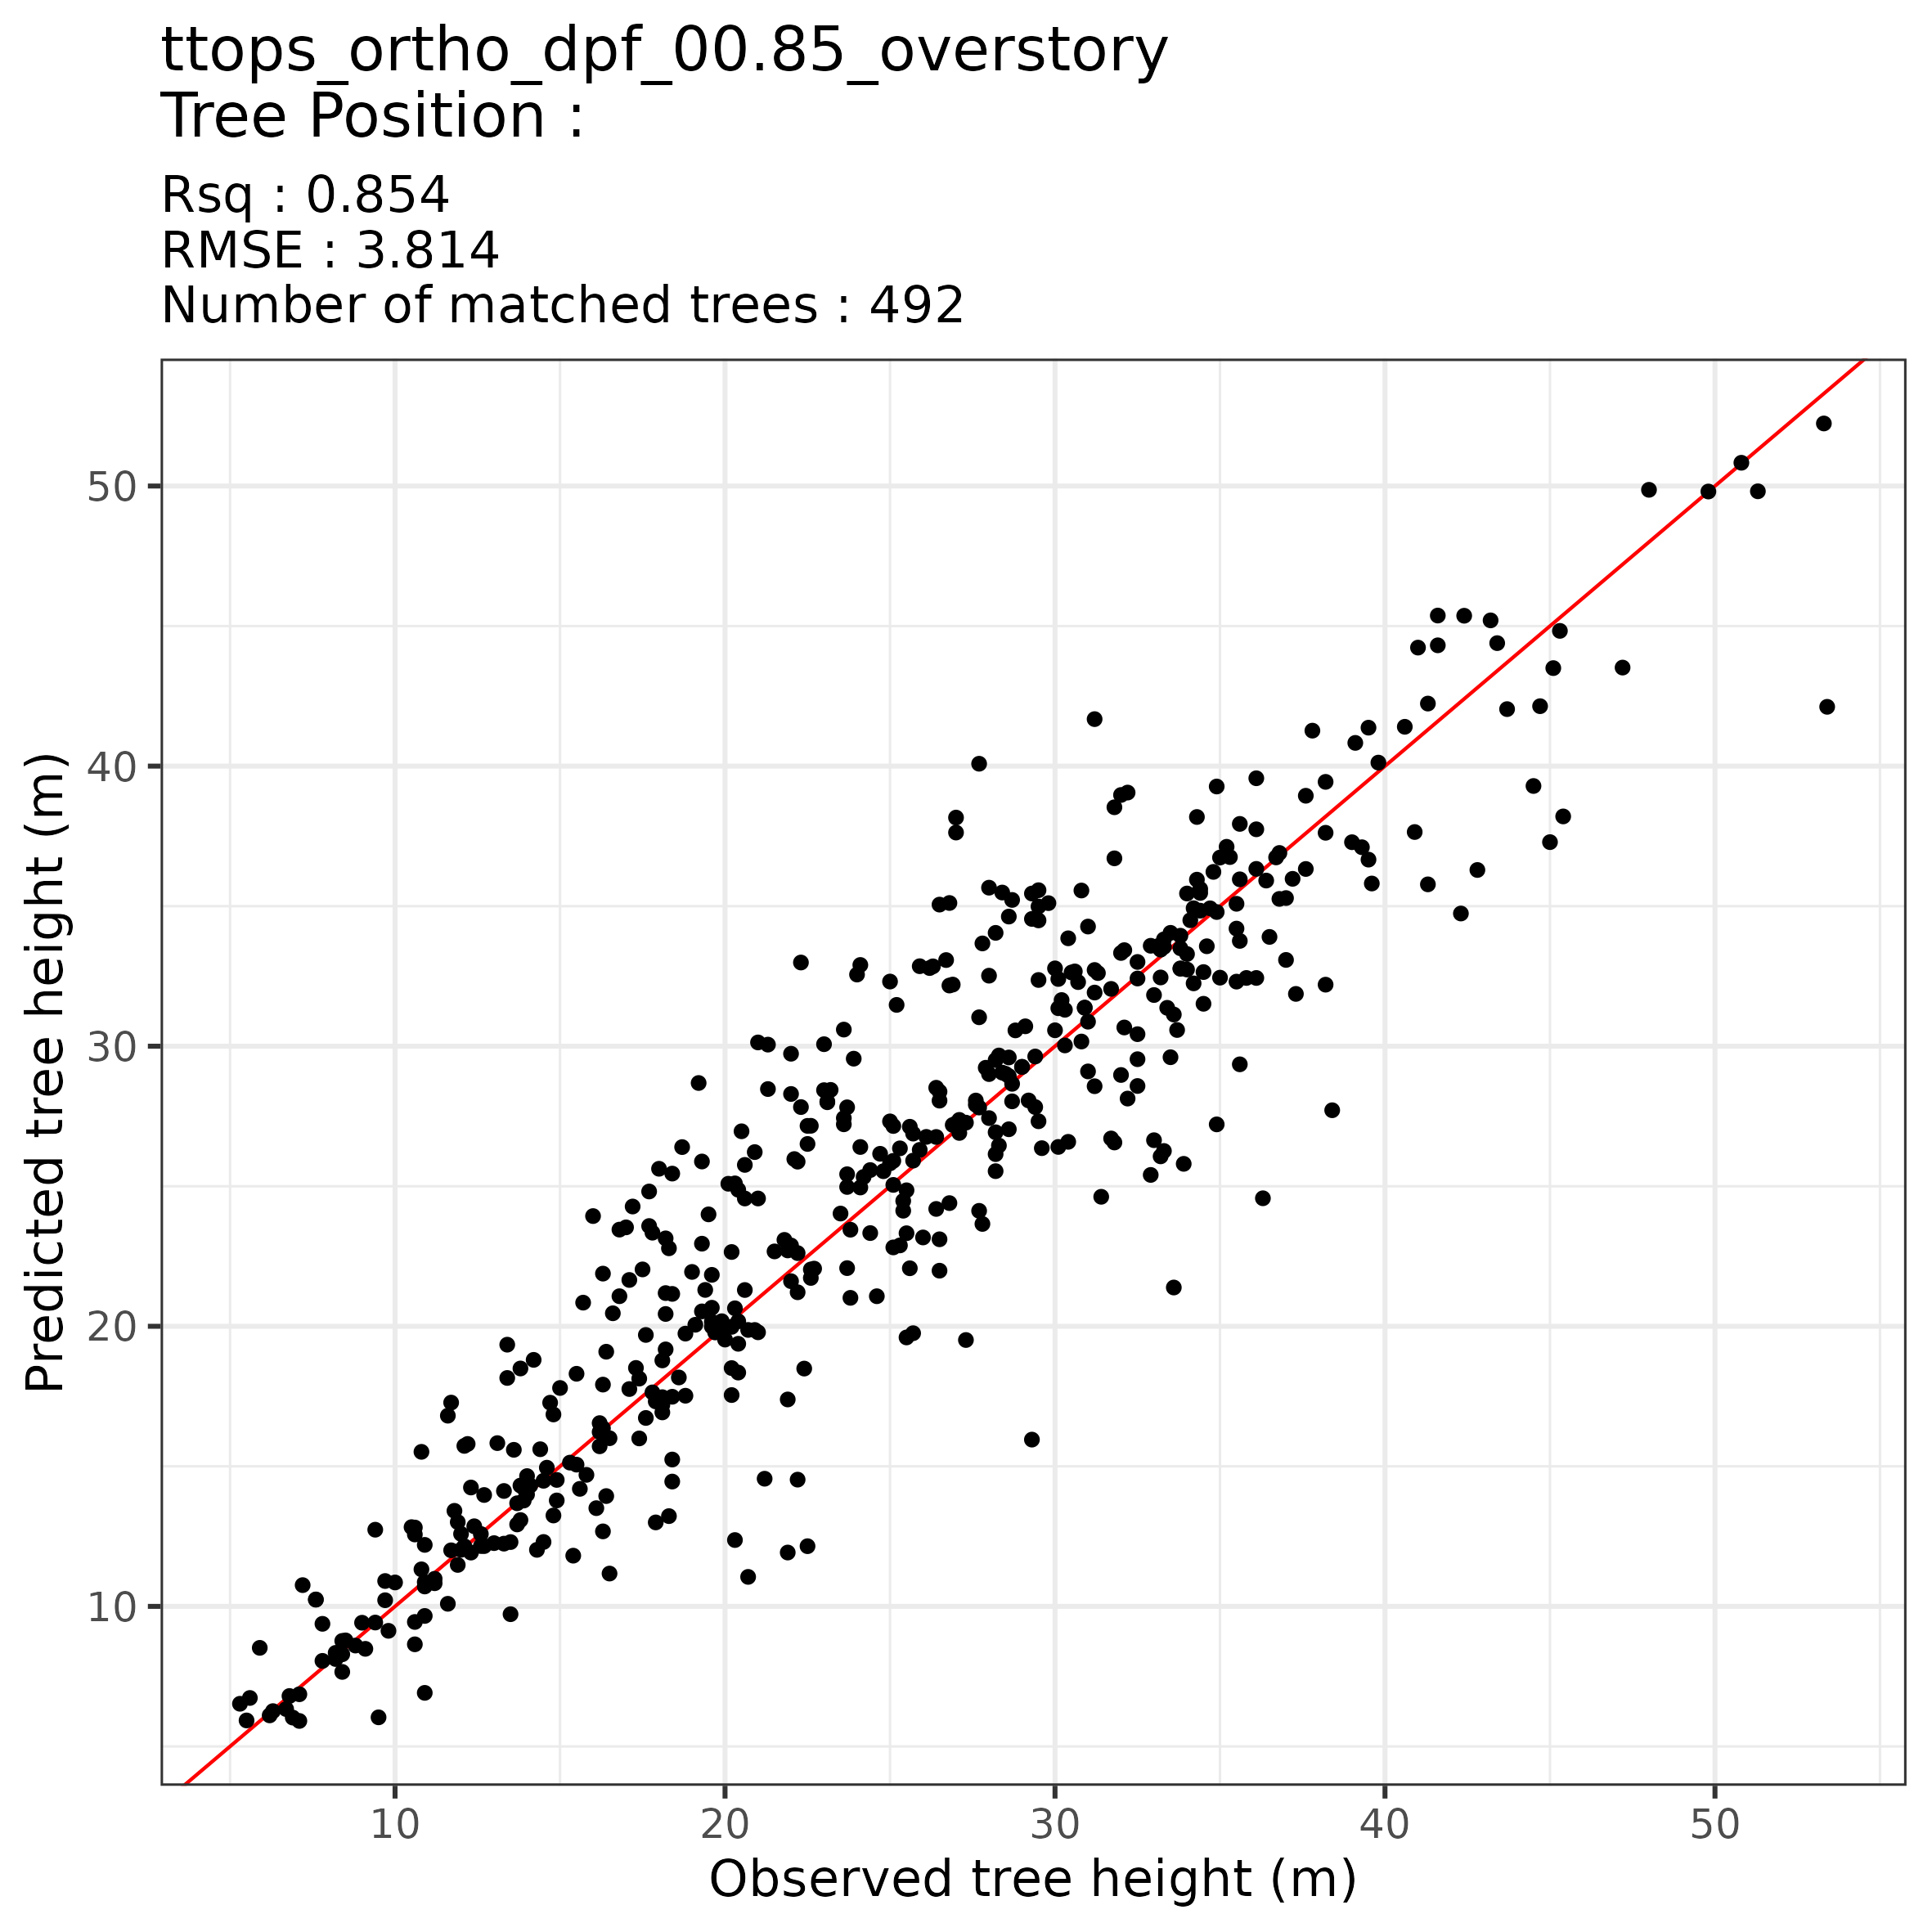 ttops_ortho_dpf_00.85_overstory
Tree Position :
Rsq : 0.854
RMSE : 3.814
Number of matched trees : 492
Predicted tree height (m)
50
40
30
20
10
10 20 30 40 50
Observed tree height (m)